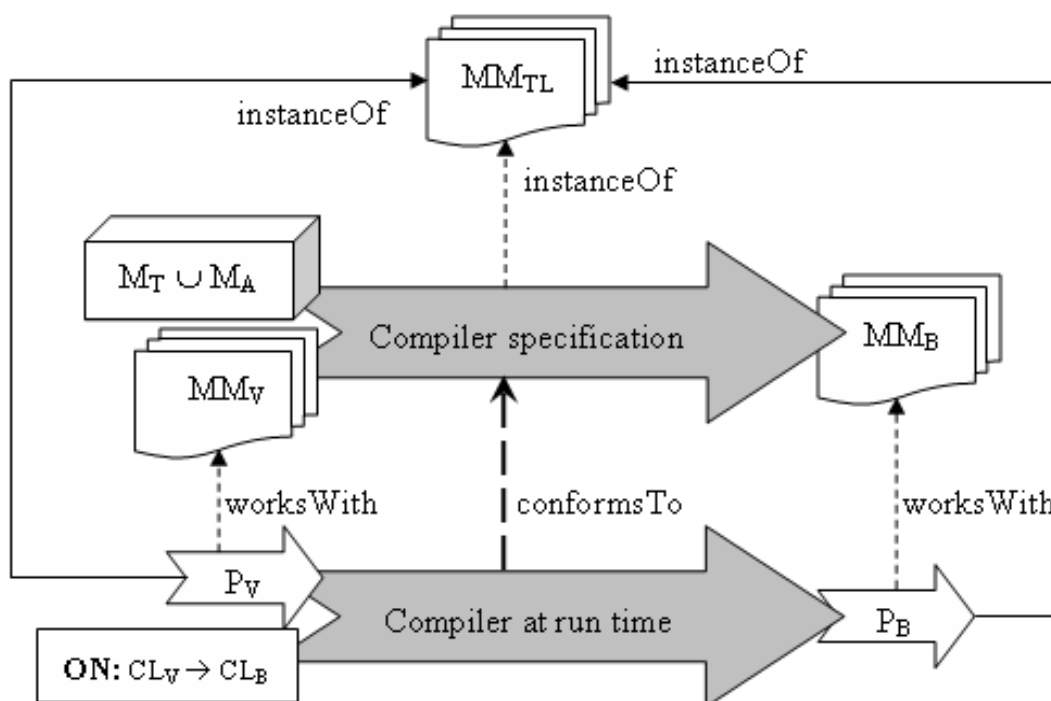 instanceOf
MM_TL
instanceOf
instanceOf
M_T ∪ M_A
Compiler specification
MM_B
MM_V
worksWith
conformsTo
worksWith
P_V
Compiler at run time
P_B
ON: CL_V → CL_B